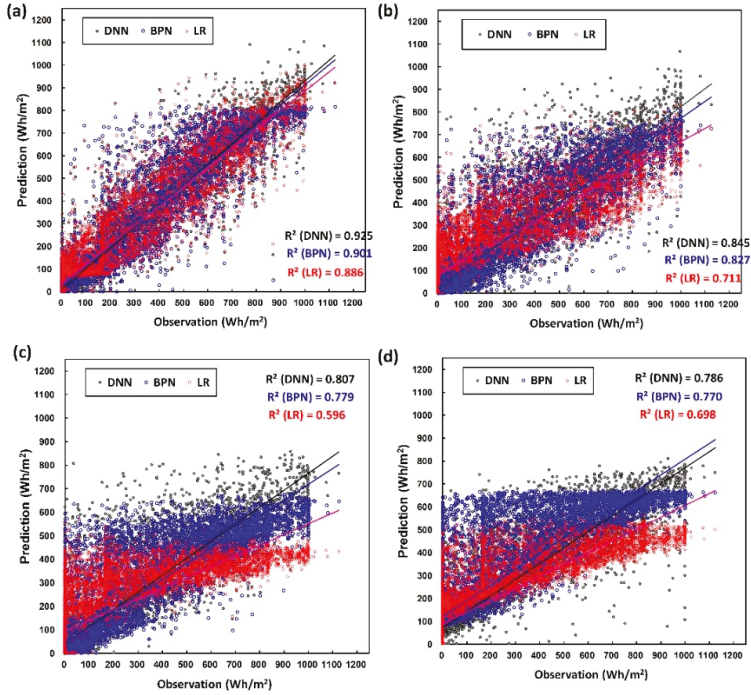 (a)
DNN BPN LR
1200
1100
1000
900
800
700
600
500
400
300
200
100
0
Prediction (Wh/m²)
R² (DNN) = 0.925
R² (BPN) = 0.901
R² (LR) = 0.886
0 100 200 300 400 500 600 700 800 900 1000 1100 1200
Observation (Wh/m²)
(b)
DNN BPN LR
1200
1100
1000
900
800
700
600
500
400
300
200
100
0
Prediction (Wh/m²)
R² (DNN) = 0.845
R² (BPN) = 0.827
R² (LR) = 0.711
0 100 200 300 400 500 600 700 800 900 1000 1100 1200
Observation (Wh/m²)
(c)
DNN BPN LR
R² (DNN) = 0.807
R² (BPN) = 0.779
R² (LR) = 0.596
1200
1100
1000
900
800
700
600
500
400
300
200
100
0
Prediction (Wh/m²)
0 100 200 300 400 500 600 700 800 900 1000 1100 1200
Observation (Wh/m²)
(d)
DNN BPN LR
R² (DNN) = 0.786
R² (BPN) = 0.770
R² (LR) = 0.698
1200
1100
1000
900
800
700
600
500
400
300
200
100
0
Prediction (Wh/m²)
0 100 200 300 400 500 600 700 800 900 1000 1100 1200
Observation (Wh/m²)